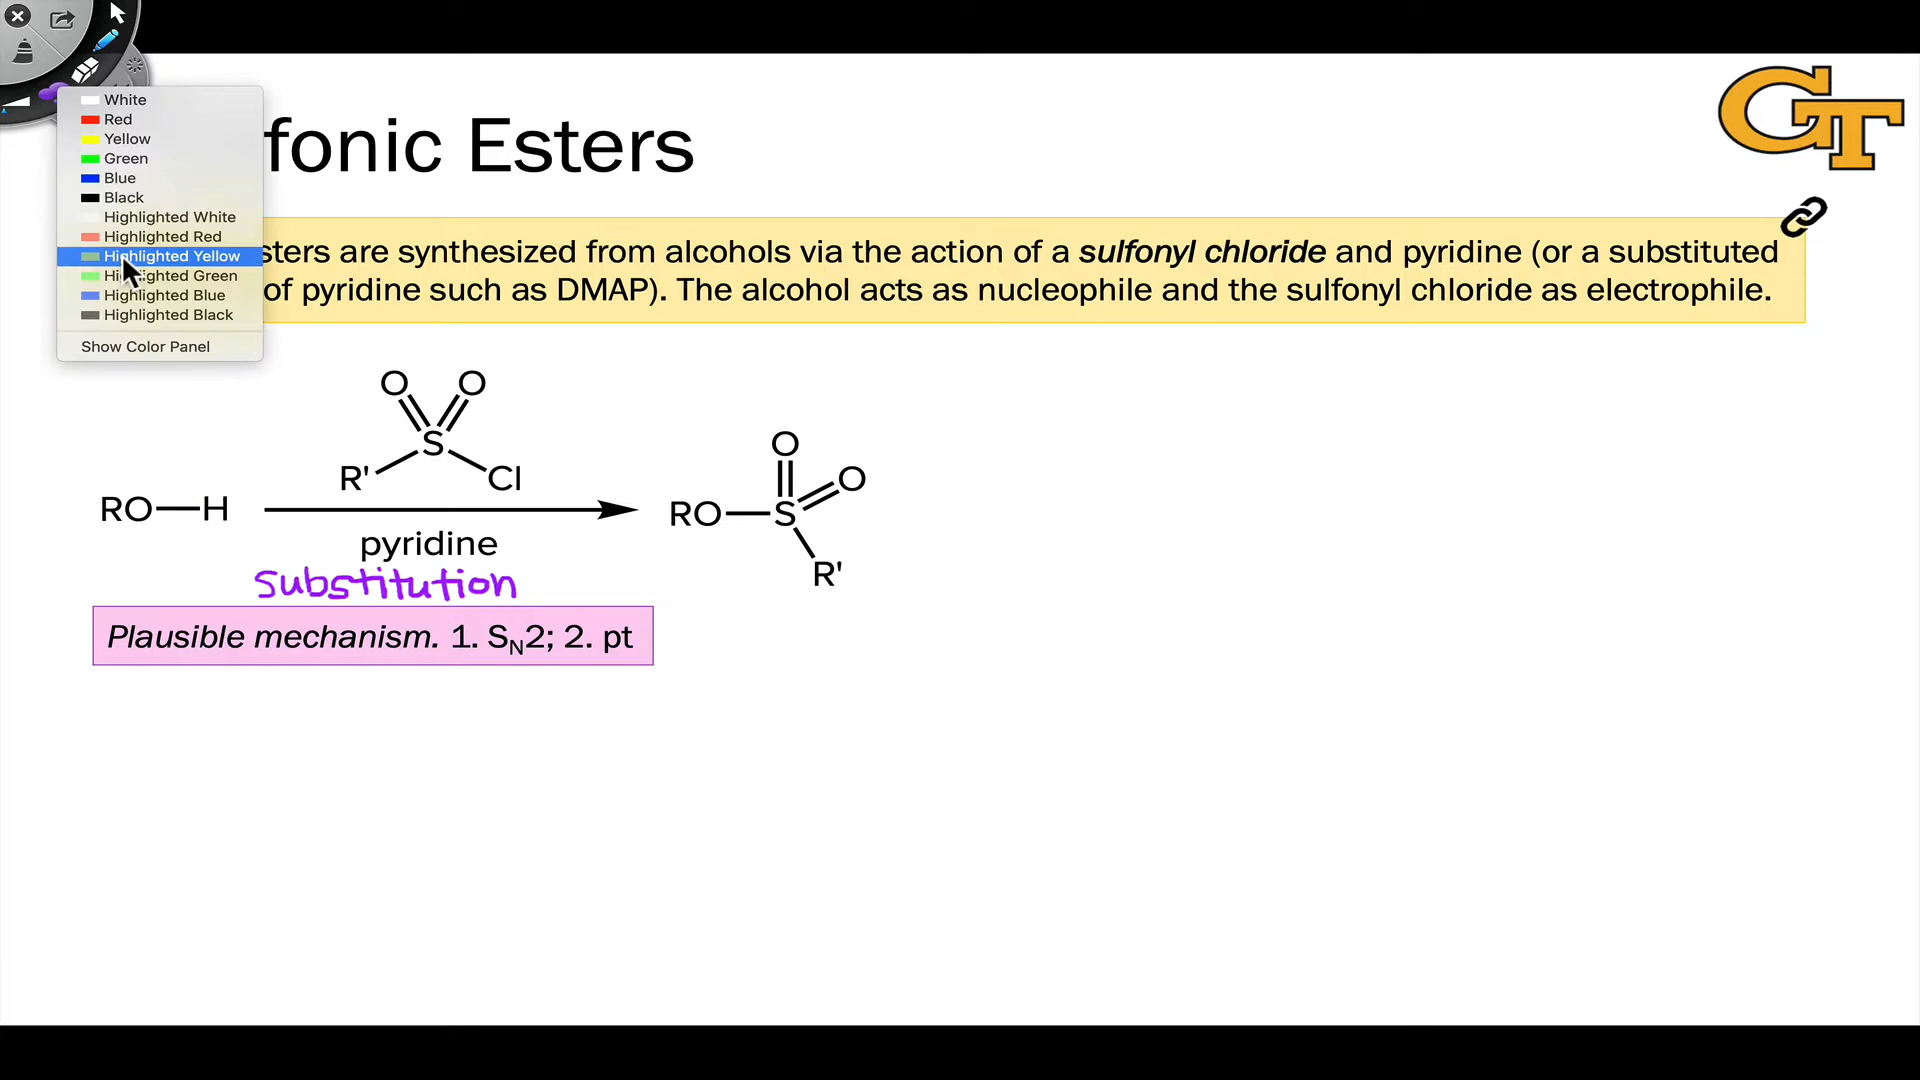 White
Red
Yellow
Green
Blue
Black
Highlighted White
Highlighted Red
Highlighted Yellow
Highlighted Green
Highlighted Blue
Highlighted Black
Show Color Panel
fonic Esters
GT
sters are synthesized from alcohols via the action of a sulfonyl chloride and pyridine (or a substituted
of pyridine such as DMAP). The alcohol acts as nucleophile and the sulfonyl chloride as electrophile.
O O
S
R' Cl
RO—H
pyridine
O
O
RO S
R'
Substitution
Plausible mechanism. 1. SN2; 2. pt